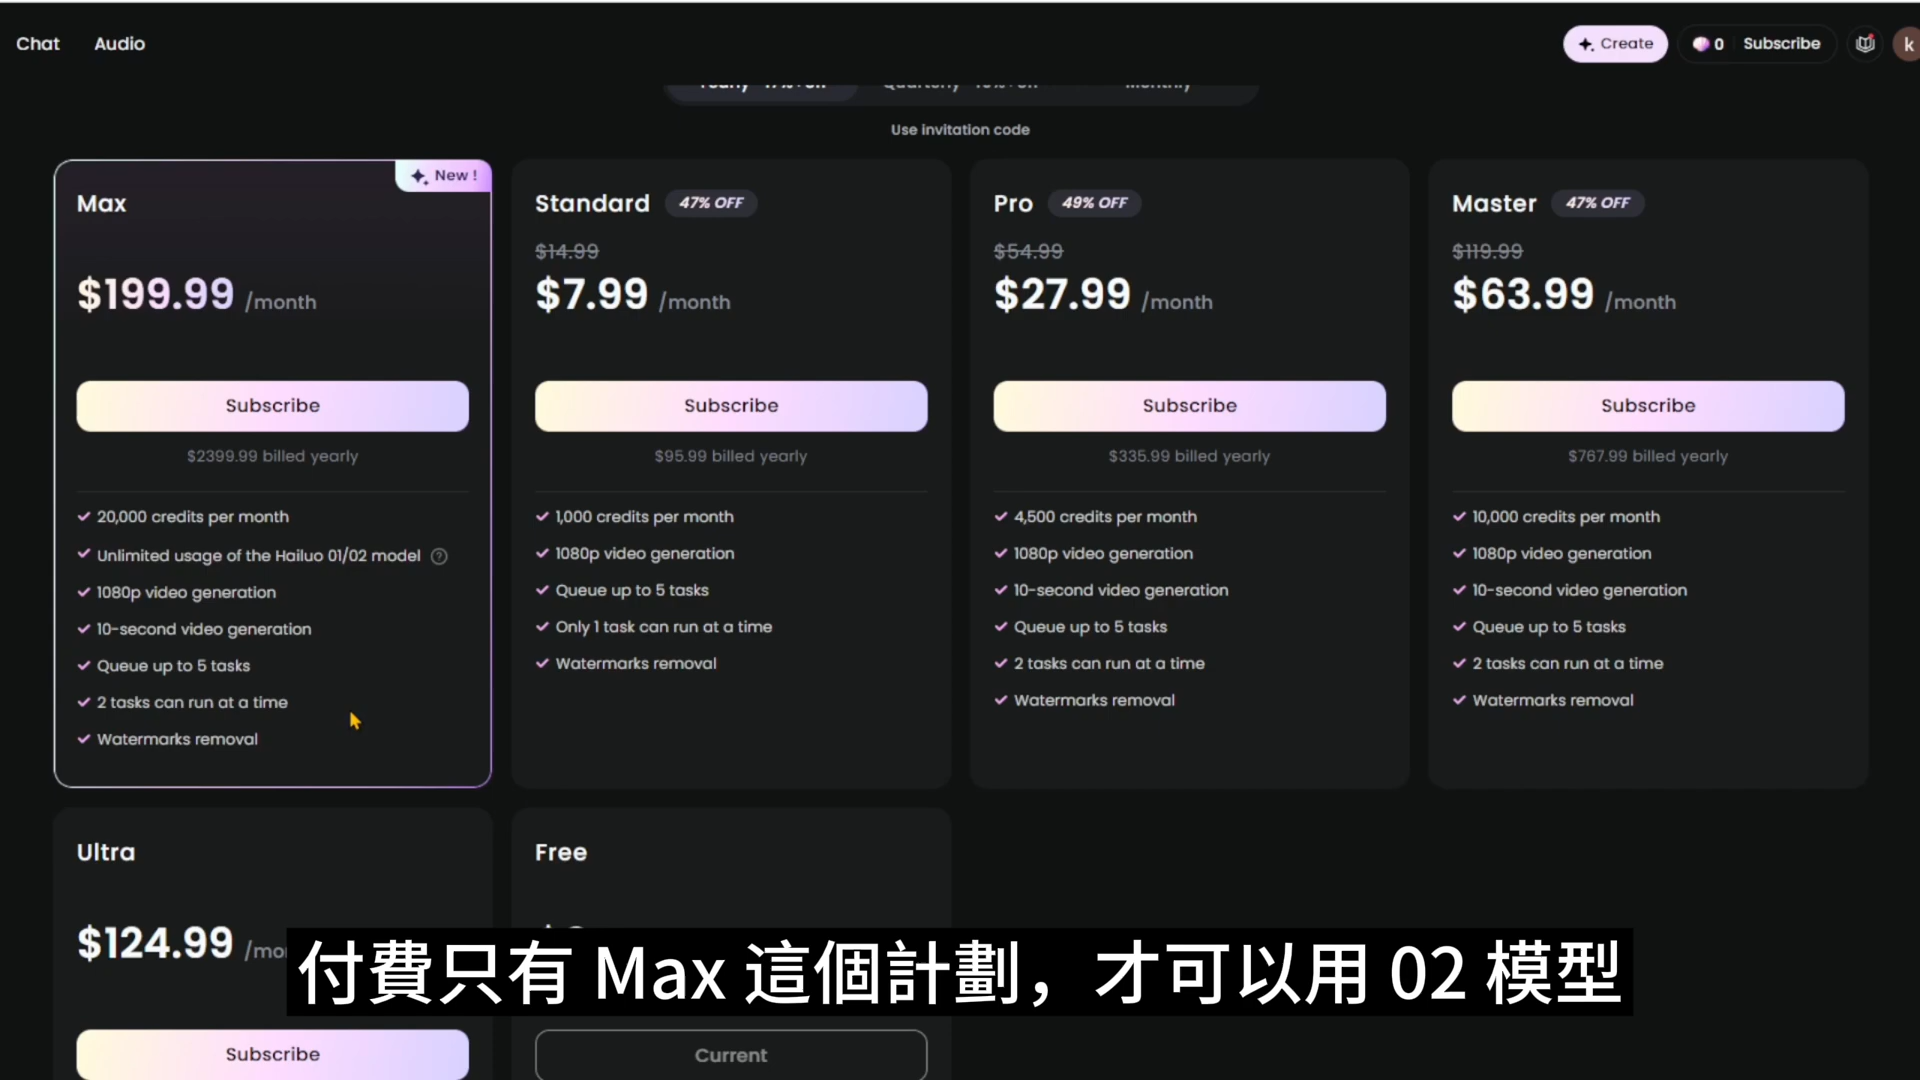 Chat
Audio
Create
0
Subscribe
k
Use invitation code
New !
Max
$199.99 /month
Subscribe
$2399.99 billed yearly
20,000 credits per month
Unlimited usage of the Hailuo 01/02 model
1080p video generation
10-second video generation
Queue up to 5 tasks
2 tasks can run at a time
Watermarks removal
Standard
47% OFF
$14.99
$7.99 /month
Subscribe
$95.99 billed yearly
1,000 credits per month
1080p video generation
Queue up to 5 tasks
Only 1 task can run at a time
Watermarks removal
Pro
49% OFF
$54.99
$27.99 /month
Subscribe
$335.99 billed yearly
4,500 credits per month
1080p video generation
10-second video generation
Queue up to 5 tasks
2 tasks can run at a time
Watermarks removal
Master
47% OFF
$119.99
$63.99 /month
Subscribe
$767.99 billed yearly
10,000 credits per month
1080p video generation
10-second video generation
Queue up to 5 tasks
2 tasks can run at a time
Watermarks removal
Ultra
$124.99
Subscribe
Free
Current
付費只有 Max 這個計劃，才可以用 02 模型